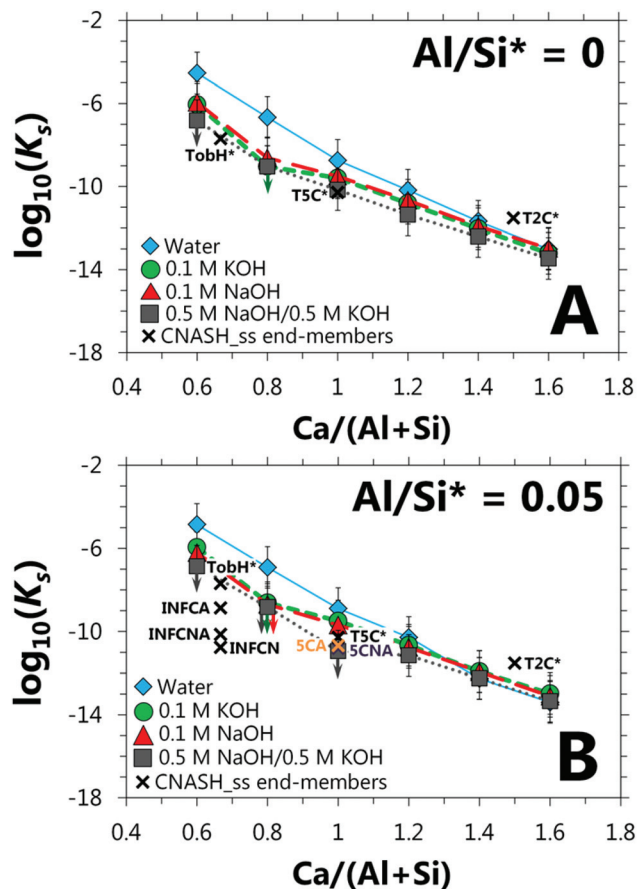 A
-2
Al/Si* = 0
-6
-10
-14
-18
log₁₀(Kₛ)
TobH*
T5C*
T2C*
Water
0.1 M KOH
0.1 M NaOH
0.5 M NaOH/0.5 M KOH
CNASH_ss end-members
A
0.4 0.6 0.8 1 1.2 1.4 1.6 1.8
Ca/(Al+Si)
B
-2
Al/Si* = 0.05
-6
-10
-14
-18
log₁₀(Kₛ)
TobH*
INFCA
INFCNA
INFCN
T5C*
5CA
5CNA
T2C*
Water
0.1 M KOH
0.1 M NaOH
0.5 M NaOH/0.5 M KOH
CNASH_ss end-members
B
0.4 0.6 0.8 1 1.2 1.4 1.6 1.8
Ca/(Al+Si)